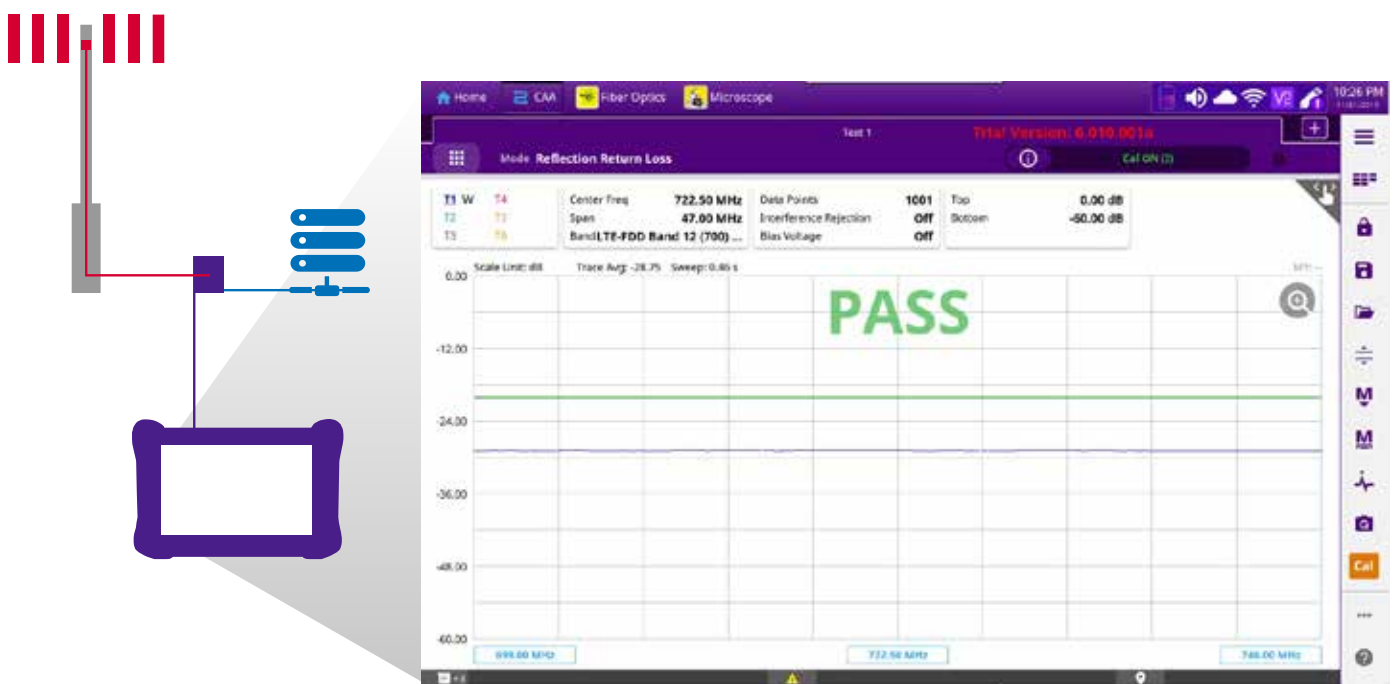 Home CAA Fiber Optics Microscope
V2
10:26 PM
Test 1
Trial Version: 6.010.001a
Mode Reflection Return Loss
Cal ON (I)
T1 W T4
T2
T3 T6
Center Freq 722.50 MHz
Span 47.00 MHz
Band LTE-FDD Band 12 (700) ...
Data Points 1001
Interference Rejection Off
Bias Voltage Off
Top 0.00 dB
Bottom -60.00 dB
Scale Unit: dB Trace Avg: -28.75 Sweep: 0.46 s
PASS
0.00
-12.00
-24.00
-36.00
-48.00
-60.00
699.00 MHz
722.50 MHz
746.00 MHz
M
M
Cal